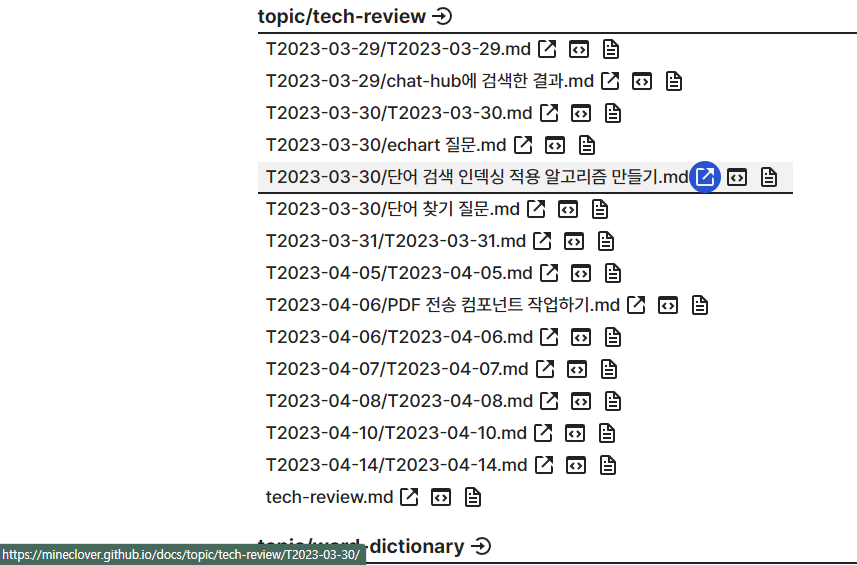 topic/tech-review
T2023-03-29/T2023-03-29.md
T2023-03-29/chat-hub에 검색한 결과.md
T2023-03-30/T2023-03-30.md
T2023-03-30/echart 질문.md
T2023-03-30/단어 검색 인덱싱 적용 알고리즘 만들기.md
T2023-03-30/단어 찾기 질문.md
T2023-03-31/T2023-03-31.md
T2023-04-05/T2023-04-05.md
T2023-04-06/PDF 전송 컴포넌트 작업하기.md
T2023-04-06/T2023-04-06.md
T2023-04-07/T2023-04-07.md
T2023-04-08/T2023-04-08.md
T2023-04-10/T2023-04-10.md
T2023-04-14/T2023-04-14.md
tech-review.md
topic/word-dictionary
https://mineclover.github.io/docs/topic/tech-review/T2023-03-30/